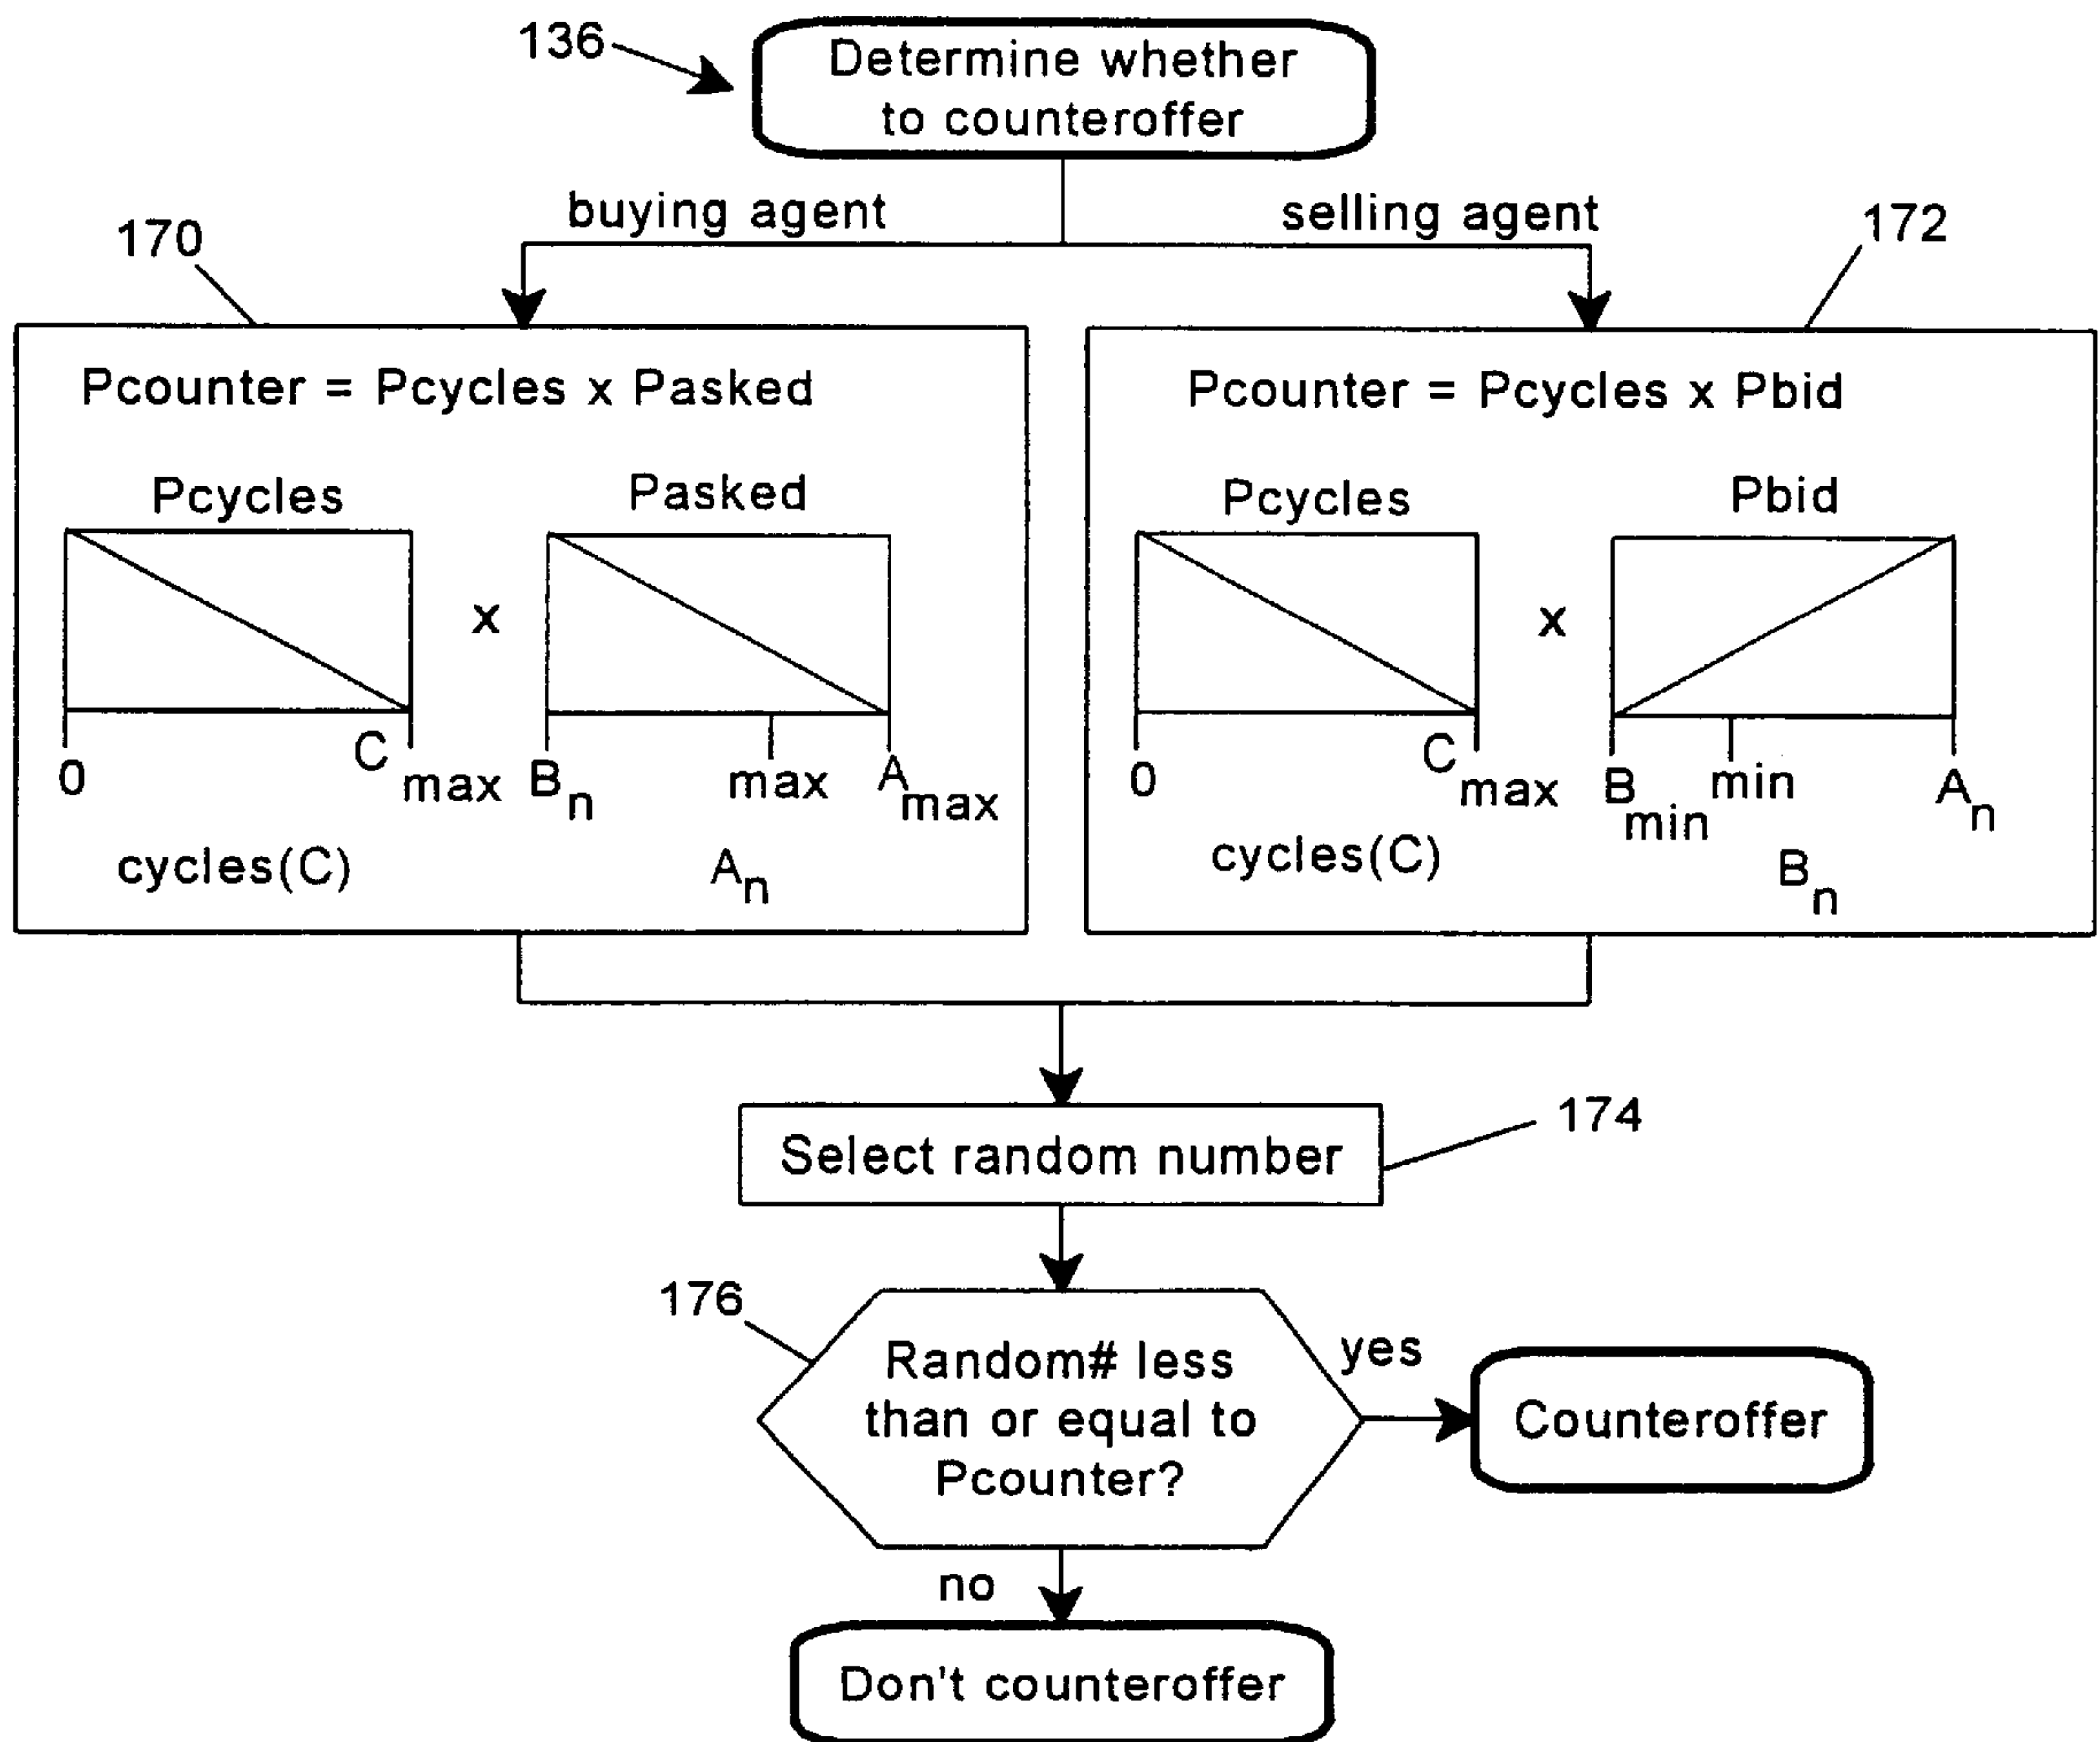 136
Determine whether
to counteroffer
buying agent
selling agent
170
172
Pcounter = Pcycles x Pasked
Pcycles
Pasked
x
0
C max
B n
max
A max
cycles(C)
A n
Pcounter = Pcycles x Pbid
Pcycles
Pbid
x
0
C max
B min
min
A n
cycles(C)
B n
Select random number
174
176
Random# less
than or equal to
Pcounter?
yes
Counteroffer
no
Don't counteroffer